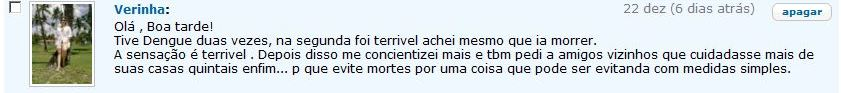 Verinha:
22 dez (6 dias atrás)
apagar
Olá , Boa tarde!
Tive Dengue duas vezes, na segunda foi terrivel achei mesmo que ia morrer.
A sensação é terrivel . Depois disso me concientizei mais e tbm pedi a amigos vizinhos que cuidadasse mais de
suas casas quintais enfim... p que evite mortes por uma coisa que pode ser evitanda com medidas simples.